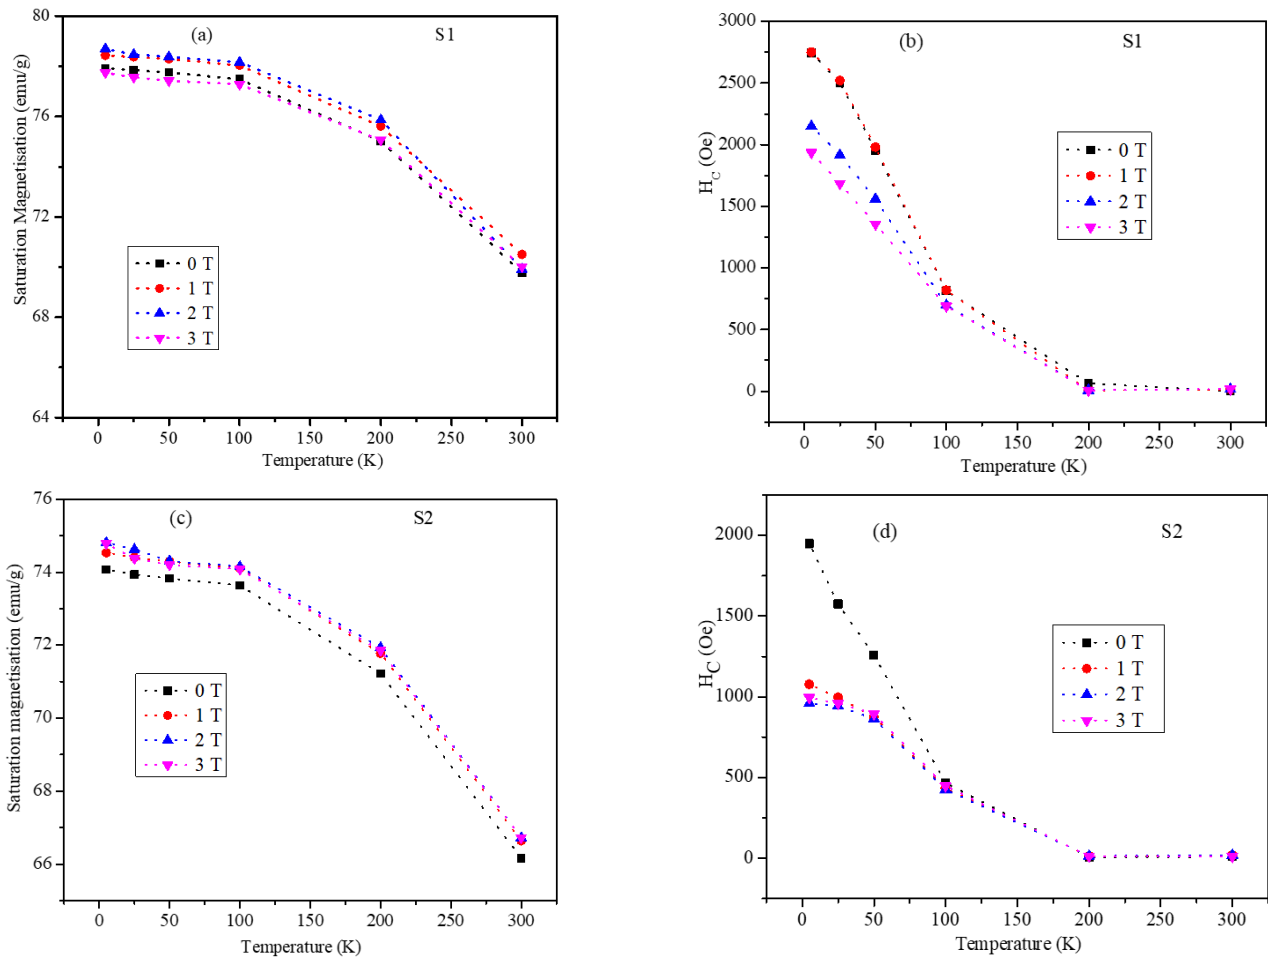 (a)
S1
Saturation Magnetisation (emu/g)
80
76
72
68
64
0 T
1 T
2 T
3 T
0 50 100 150 200 250 300
Temperature (K)
(b)
S1
H_C (Oe)
3000
2500
2000
1500
1000
500
0
0 T
1 T
2 T
3 T
0 50 100 150 200 250 300
Temperature (K)
(c)
S2
Saturation magnetisation (emu/g)
76
74
72
70
68
66
0 T
1 T
2 T
3 T
0 50 100 150 200 250 300
Temperature (K)
(d)
S2
HC (Oe)
2000
1500
1000
500
0
0 T
1 T
2 T
3 T
0 50 100 150 200 250 300
Temperature (K)